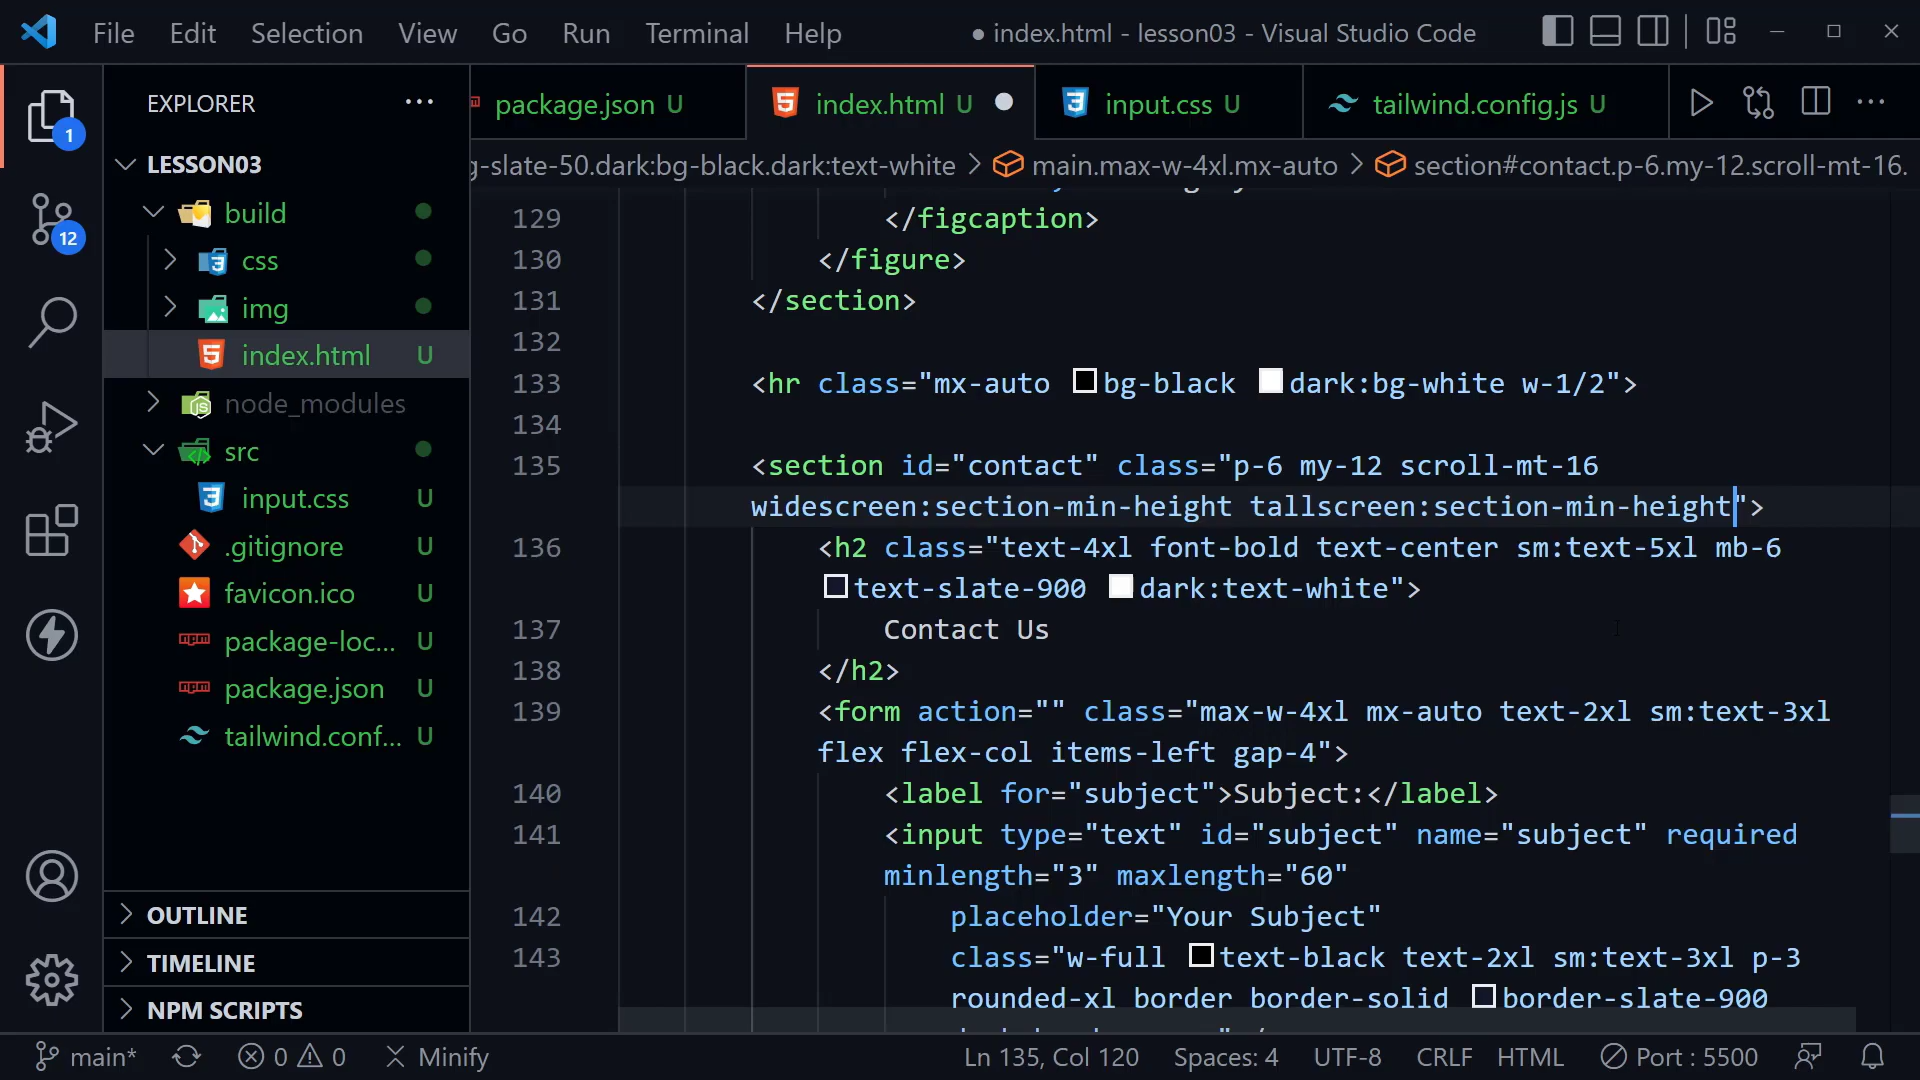 File Edit Selection View Go Run Terminal Help
● index.html - lesson03 - Visual Studio Code
EXPLORER
package.json U
index.html U
input.css U
tailwind.config.js U
g-slate-50.dark:bg-black.dark:text-white > main.max-w-4xl.mx-auto > section#contact.p-6.my-12.scroll-mt-16.
1
12
LESSON03
build
css
img
index.html U
node_modules
src
input.css U
.gitignore U
favicon.ico U
package-loc... U
package.json U
tailwind.conf... U
OUTLINE
TIMELINE
NPM SCRIPTS
129 </figcaption>
130 </figure>
131 </section>
132
133 <hr class="mx-auto bg-black dark:bg-white w-1/2">
134
135 <section id="contact" class="p-6 my-12 scroll-mt-16
widescreen:section-min-height tallscreen:section-min-height">
136 <h2 class="text-4xl font-bold text-center sm:text-5xl mb-6
text-slate-900 dark:text-white">
137 Contact Us
138 </h2>
139 <form action="" class="max-w-4xl mx-auto text-2xl sm:text-3xl
flex flex-col items-left gap-4">
140 <label for="subject">Subject:</label>
141 <input type="text" id="subject" name="subject" required
minlength="3" maxlength="60"
142 placeholder="Your Subject"
143 class="w-full text-black text-2xl sm:text-3xl p-3
rounded-xl border border-solid border-slate-900
main* 0 0 Minify
Ln 135, Col 120 Spaces: 4 UTF-8 CRLF HTML Port : 5500